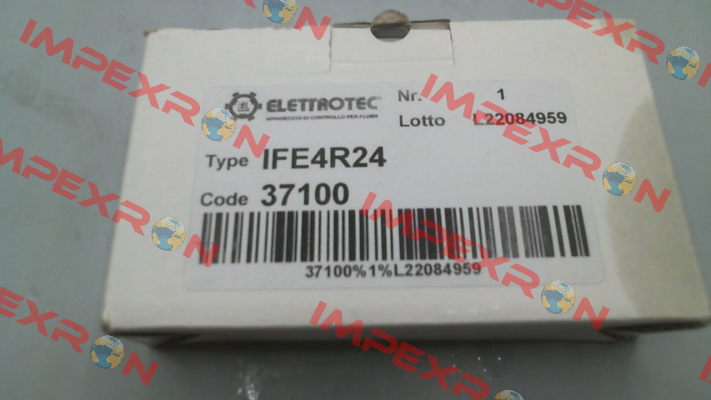 ELETTROTEC
APPARECCHI DI CONTROLLO PER FLUIDI
Nr. 1
Lotto L22084959
Type IFE4R24
Code 37100
37100%1%L22084959
IMPEXRON
IMPEXRON
IMPEXRON
IMPEXRON